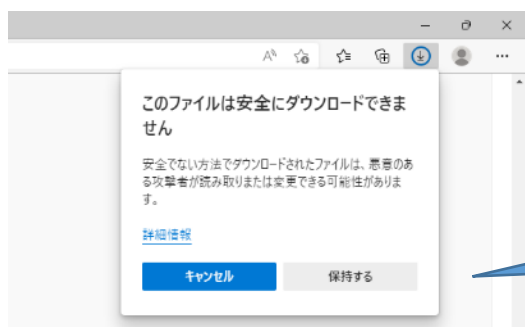 このファイルは安全にダウンロードできま
せん
安全でない方法でダウンロードされたファイルは、悪意のあ
る攻撃者が読み取りまたは変更できる可能性がありま
す。
詳細情報
キャンセル
保持する